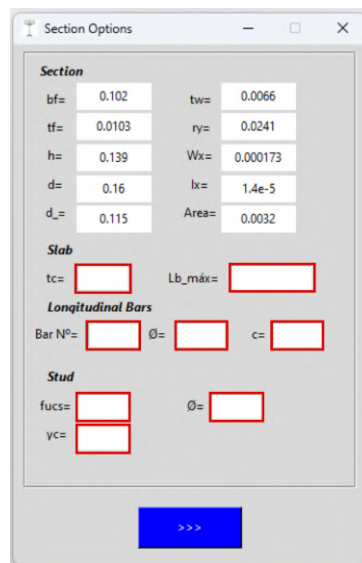 Section Options
Section
bf= 0.102 tw= 0.0066
tf= 0.0103 ry= 0.0241
h= 0.139 Wx= 0.000173
d= 0.16 Ix= 1.4e-5
d_= 0.115 Area= 0.0032
Slab
tc= Lb_máx=
Longitudinal Bars
Bar Nº= Ø= c=
Stud
fucs= Ø=
yc=
>>>